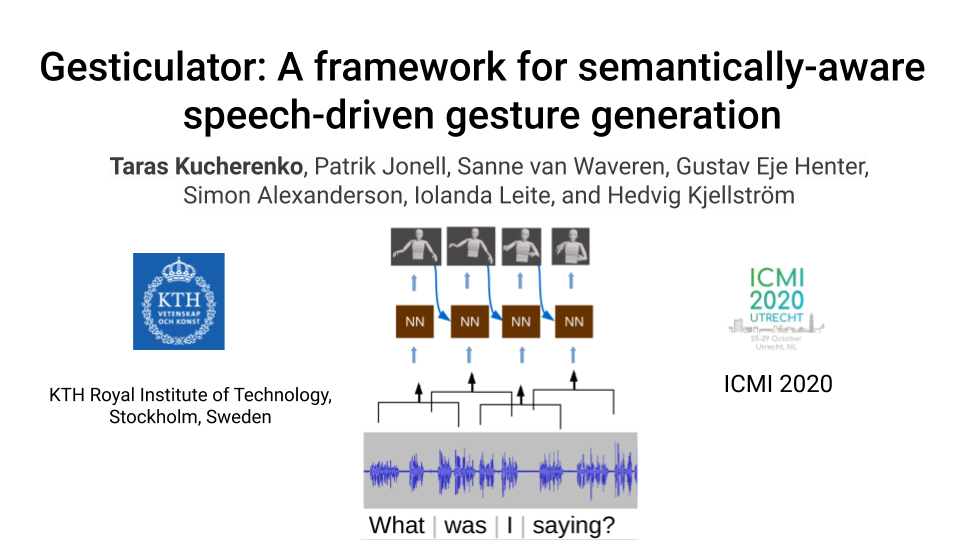 Gesticulator: A framework for semantically-aware
speech-driven gesture generation
Taras Kucherenko, Patrik Jonell, Sanne van Waveren, Gustav Eje Henter,
Simon Alexanderson, Iolanda Leite, and Hedvig Kjellström
KTH
VETENSKAP
OCH KONST
KTH Royal Institute of Technology,
Stockholm, Sweden
NN NN NN NN
What | was | I | saying?
ICMI
2020
UTRECHT
25-29 October
Utrecht, NL
ICMI 2020